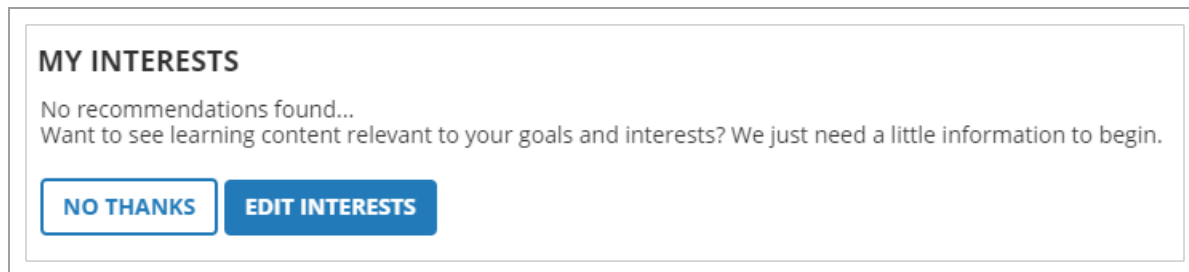 MY INTERESTS
No recommendations found...
Want to see learning content relevant to your goals and interests? We just need a little information to begin.
NO THANKS EDIT INTERESTS